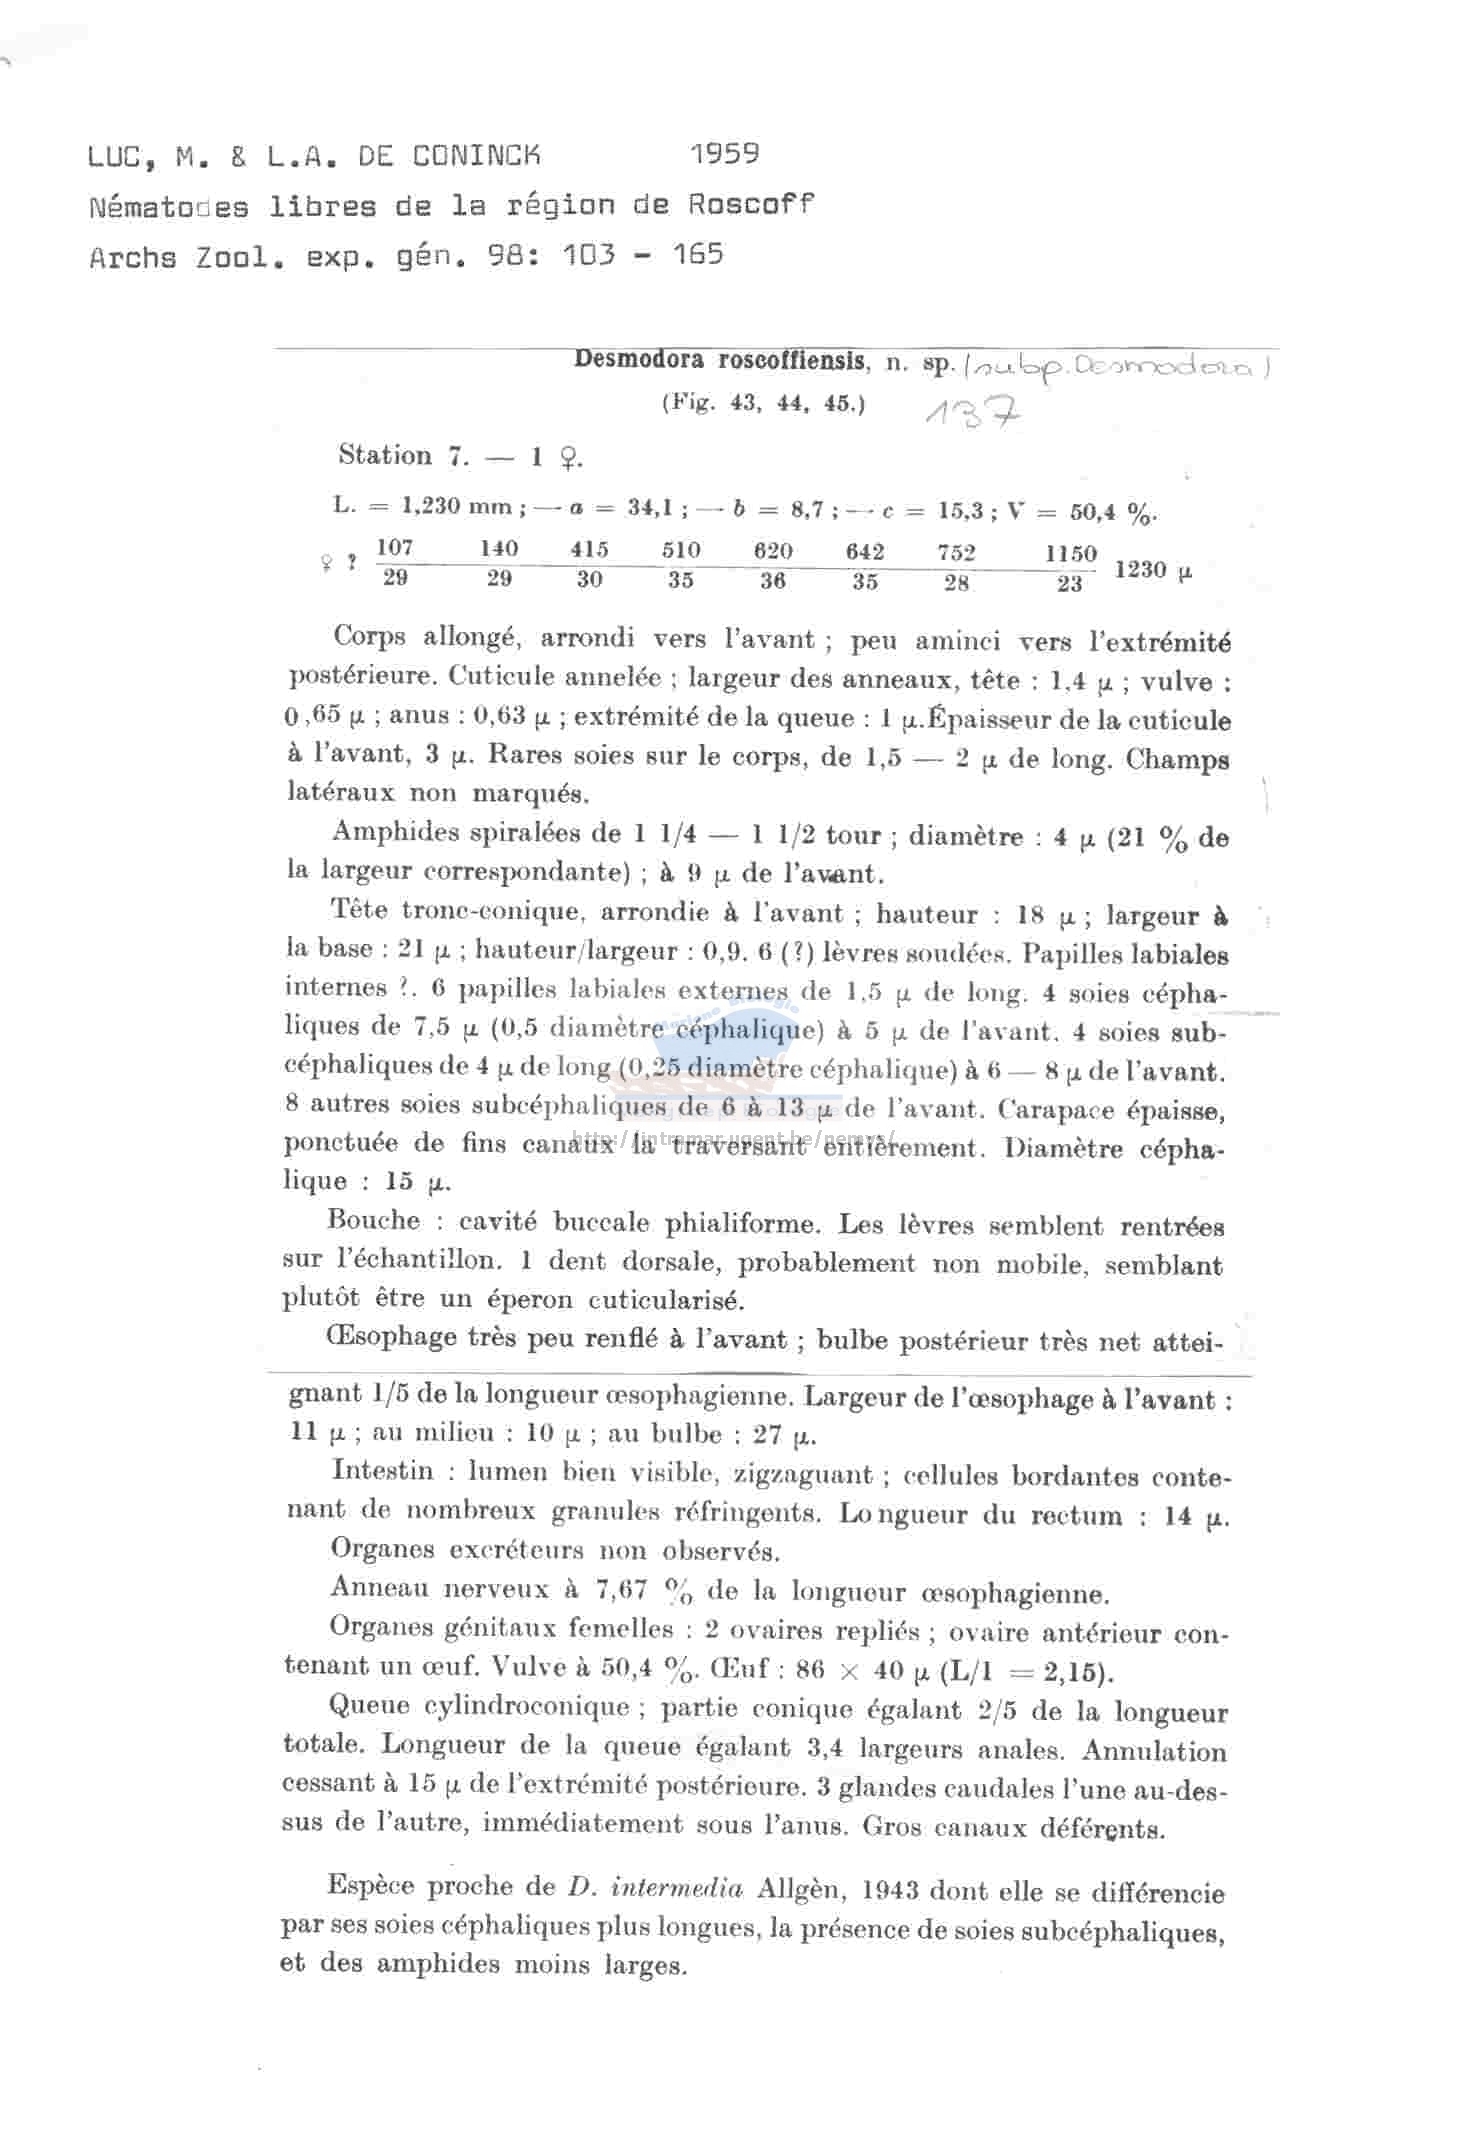 LUC, M. & L.A. DE CONINCK 1959
Nématodes libres de la région de Roscoff
Archs Zool. exp. gén. 98: 103 - 165
Desmodora roscoffiensis, n. sp. (subg. Desmodora)
(Fig. 43, 44, 45.) 137
Station 7. — 1 ♀.
L. = 1,230 mm ; — a = 34,1 ; — b = 8,7 ; — c = 15,3 ; V = 50,4 %.
107 140 415 510 620 642 752 1150
♀ ? 1230 μ
29 29 30 35 36 35 28 23
Corps allongé, arrondi vers l'avant ; peu aminci vers l'extrémité
postérieure. Cuticule annelée ; largeur des anneaux, tête : 1,4 μ ; vulve :
0,65 μ ; anus : 0,63 μ ; extrémité de la queue : 1 μ. Épaisseur de la cuticule
à l'avant, 3 μ. Rares soies sur le corps, de 1,5 — 2 μ de long. Champs
latéraux non marqués.
Amphides spiralées de 1 1/4 — 1 1/2 tour ; diamètre : 4 μ (21 % de
la largeur correspondante) ; à 9 μ de l'avant.
Tête tronc-conique, arrondie à l'avant ; hauteur : 18 μ ; largeur à
la base : 21 μ ; hauteur/largeur : 0,9. 6 (?) lèvres soudées. Papilles labiales
internes ?. 6 papilles labiales externes de 1,5 μ de long. 4 soies cépha-
liques de 7,5 μ (0,5 diamètre céphalique) à 5 μ de l'avant. 4 soies sub-
céphaliques de 4 μ de long (0,25 diamètre céphalique) à 6 — 8 μ de l'avant.
8 autres soies subcéphaliques de 6 à 13 μ de l'avant. Carapace épaisse,
ponctuée de fins canaux la traversant entièrement. Diamètre cépha-
http://intramar.ugent.be/nemys/
lique : 15 μ.
Bouche : cavité buccale phialiforme. Les lèvres semblent rentrées
sur l'échantillon. 1 dent dorsale, probablement non mobile, semblant
plutôt être un éperon cuticularisé.
Œsophage très peu renflé à l'avant ; bulbe postérieur très net attei-
gnant 1/5 de la longueur œsophagienne. Largeur de l'œsophage à l'avant :
11 μ ; au milieu : 10 μ ; au bulbe : 27 μ.
Intestin : lumen bien visible, zigzaguant ; cellules bordantes conte-
nant de nombreux granules réfringents. Longueur du rectum : 14 μ.
Organes excréteurs non observés.
Anneau nerveux à 7,67 % de la longueur œsophagienne.
Organes génitaux femelles : 2 ovaires repliés ; ovaire antérieur con-
tenant un œuf. Vulve à 50,4 %. Œuf : 86 × 40 μ (L/l = 2,15).
Queue cylindroconique ; partie conique égalant 2/5 de la longueur
totale. Longueur de la queue égalant 3,4 largeurs anales. Annulation
cessant à 15 μ de l'extrémité postérieure. 3 glandes caudales l'une au-des-
sus de l'autre, immédiatement sous l'anus. Gros canaux déférents.
Espèce proche de D. intermedia Allgèn, 1943 dont elle se différencie
par ses soies céphaliques plus longues, la présence de soies subcéphaliques,
et des amphides moins larges.